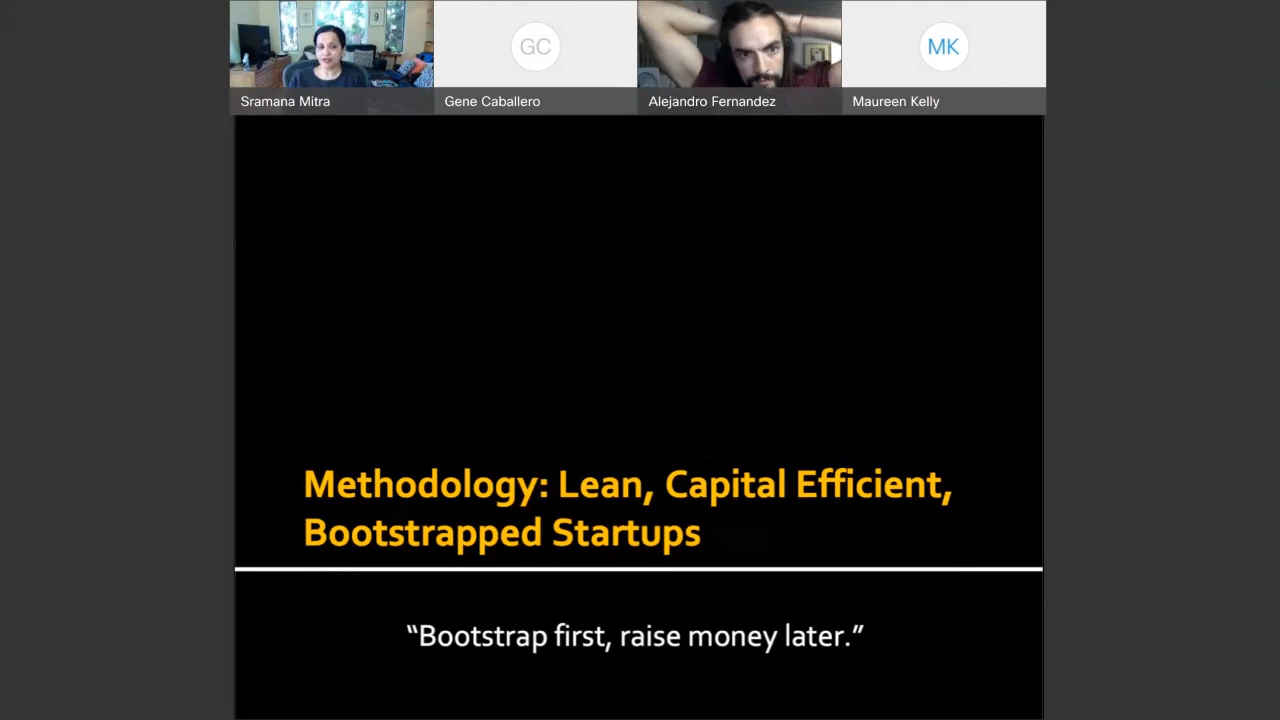 GC
MK
Sramana Mitra
Gene Caballero
Alejandro Fernandez
Maureen Kelly
Methodology: Lean, Capital Efficient,
Bootstrapped Startups
“Bootstrap first, raise money later.”